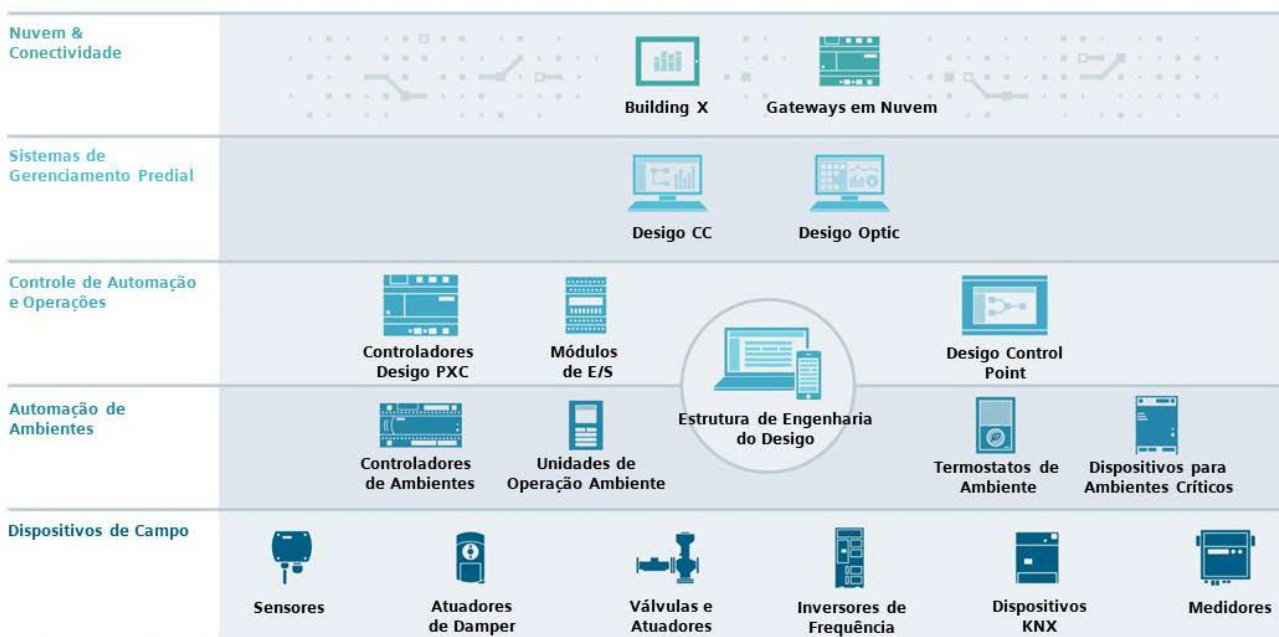 Nuvem &
Conectividade
Building X
Gateways em Nuvem
Sistemas de
Gerenciamento Predial
Desigo CC
Desigo Optic
Controle de Automação
e Operações
Controladores
Desigo PXC
Módulos
de E/S
Desigo Control
Point
Estrutura de Engenharia
do Desigo
Automação de
Ambientes
Controladores
de Ambientes
Unidades de
Operação Ambiente
Termostatos de
Ambiente
Dispositivos para
Ambientes Críticos
Dispositivos de Campo
Sensores
Atuadores
de Damper
Válvulas e
Atuadores
Inversores de
Frequência
Dispositivos
KNX
Medidores